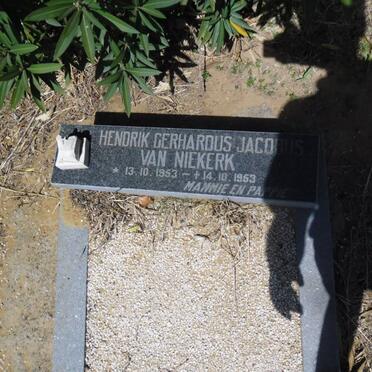 HENDRIK GERHARDUS JACOBUS
VAN NIEKERK
* 13.10.1953 – + 14.10.1953
MAMMIE EN PAPPIE